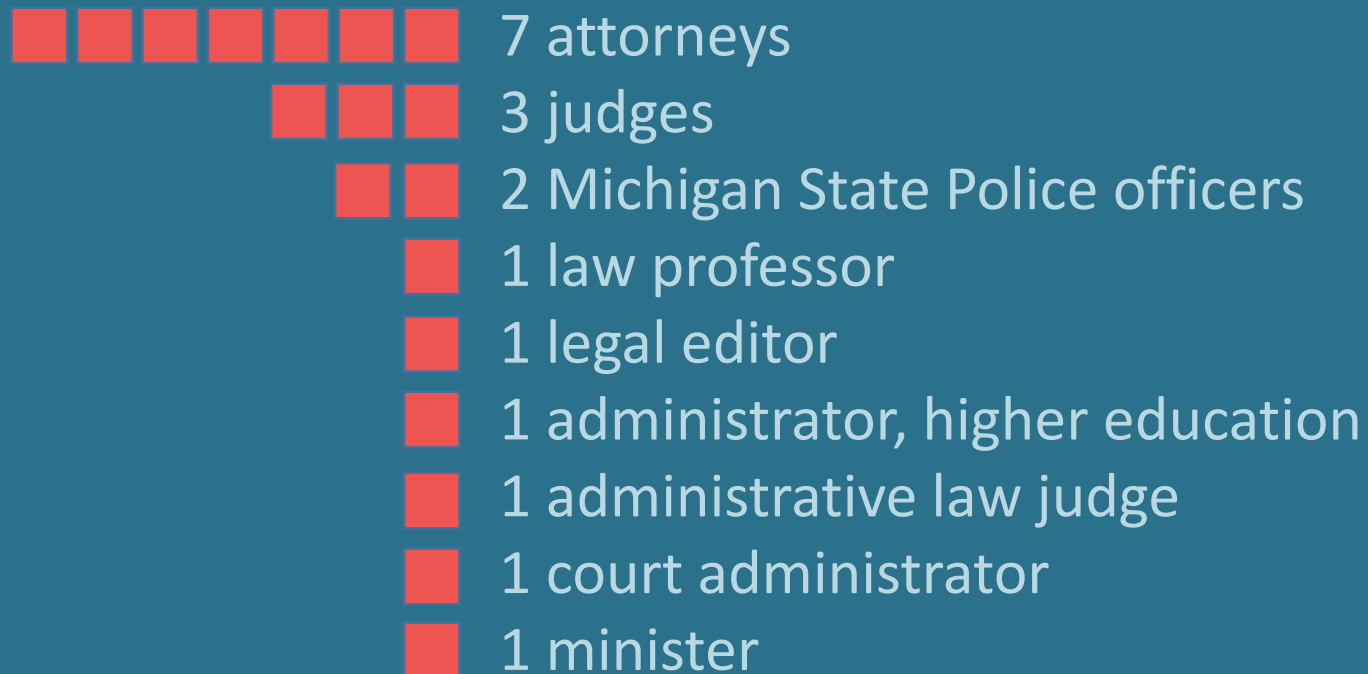 7 attorneys
3 judges
2 Michigan State Police officers
1 law professor
1 legal editor
1 administrator, higher education
1 administrative law judge
1 court administrator
1 minister